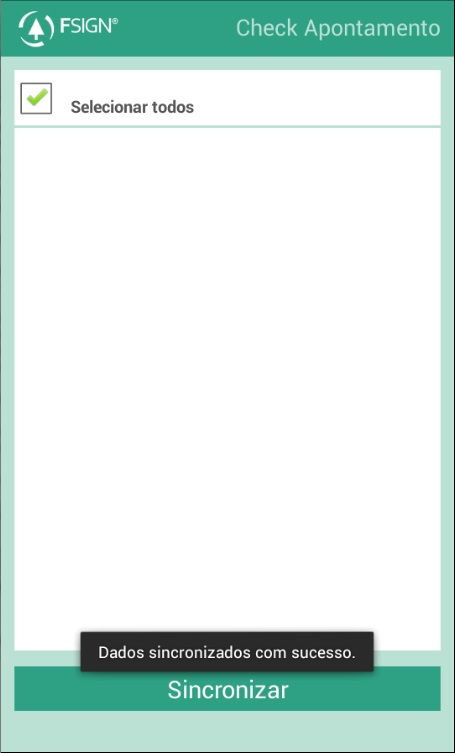 FSIGN®
Check Apontamento
Selecionar todos
Dados sincronizados com sucesso.
Sincronizar